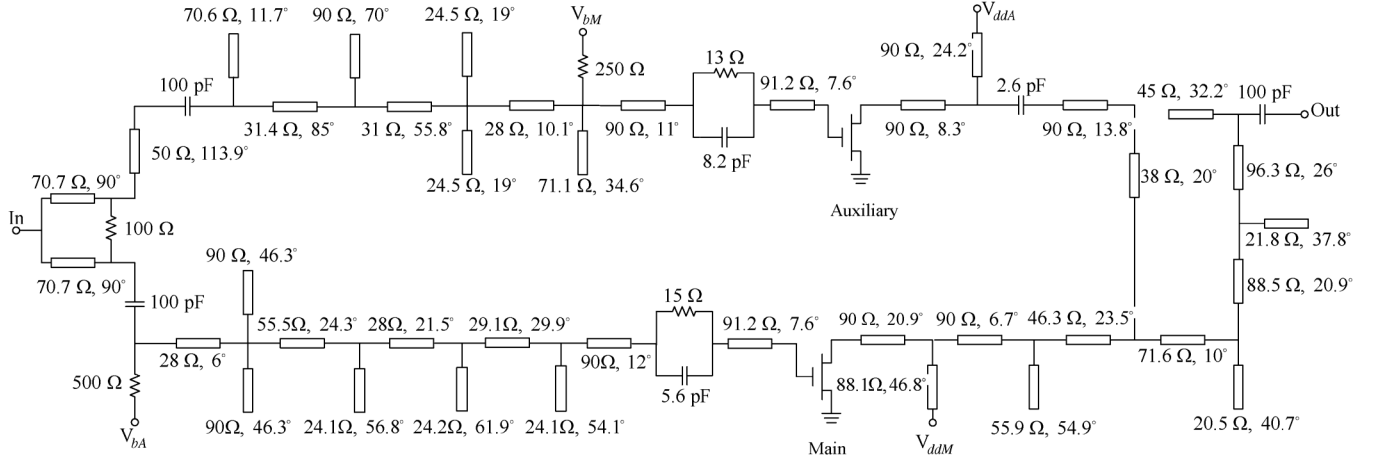 70.6 Ω, 11.7°
90 Ω, 70°
24.5 Ω, 19°
VbM
VddA
250 Ω
13 Ω
90 Ω, 24.2°
100 pF
91.2 Ω, 7.6°
2.6 pF
45 Ω, 32.2°
100 pF
Out
31.4 Ω, 85°
31 Ω, 55.8°
28 Ω, 10.1°
90 Ω, 11°
90 Ω, 8.3°
90 Ω, 13.8°
50 Ω, 113.9°
8.2 pF
24.5 Ω, 19°
71.1 Ω, 34.6°
38 Ω, 20°
96.3 Ω, 26°
70.7 Ω, 90°
Auxiliary
In
100 Ω
21.8 Ω, 37.8°
90 Ω, 46.3°
70.7 Ω, 90°
88.5 Ω, 20.9°
100 pF
15 Ω
55.5Ω, 24.3°
28Ω, 21.5°
29.1Ω, 29.9°
91.2 Ω, 7.6°
90 Ω, 20.9°
90 Ω, 6.7°
46.3 Ω, 23.5°
28 Ω, 6°
90Ω, 12°
71.6 Ω, 10°
500 Ω
5.6 pF
88.1Ω, 46.8°
VbA
90Ω, 46.3°
24.1Ω, 56.8°
24.2Ω, 61.9°
24.1Ω, 54.1°
Main
VddM
55.9 Ω, 54.9°
20.5 Ω, 40.7°